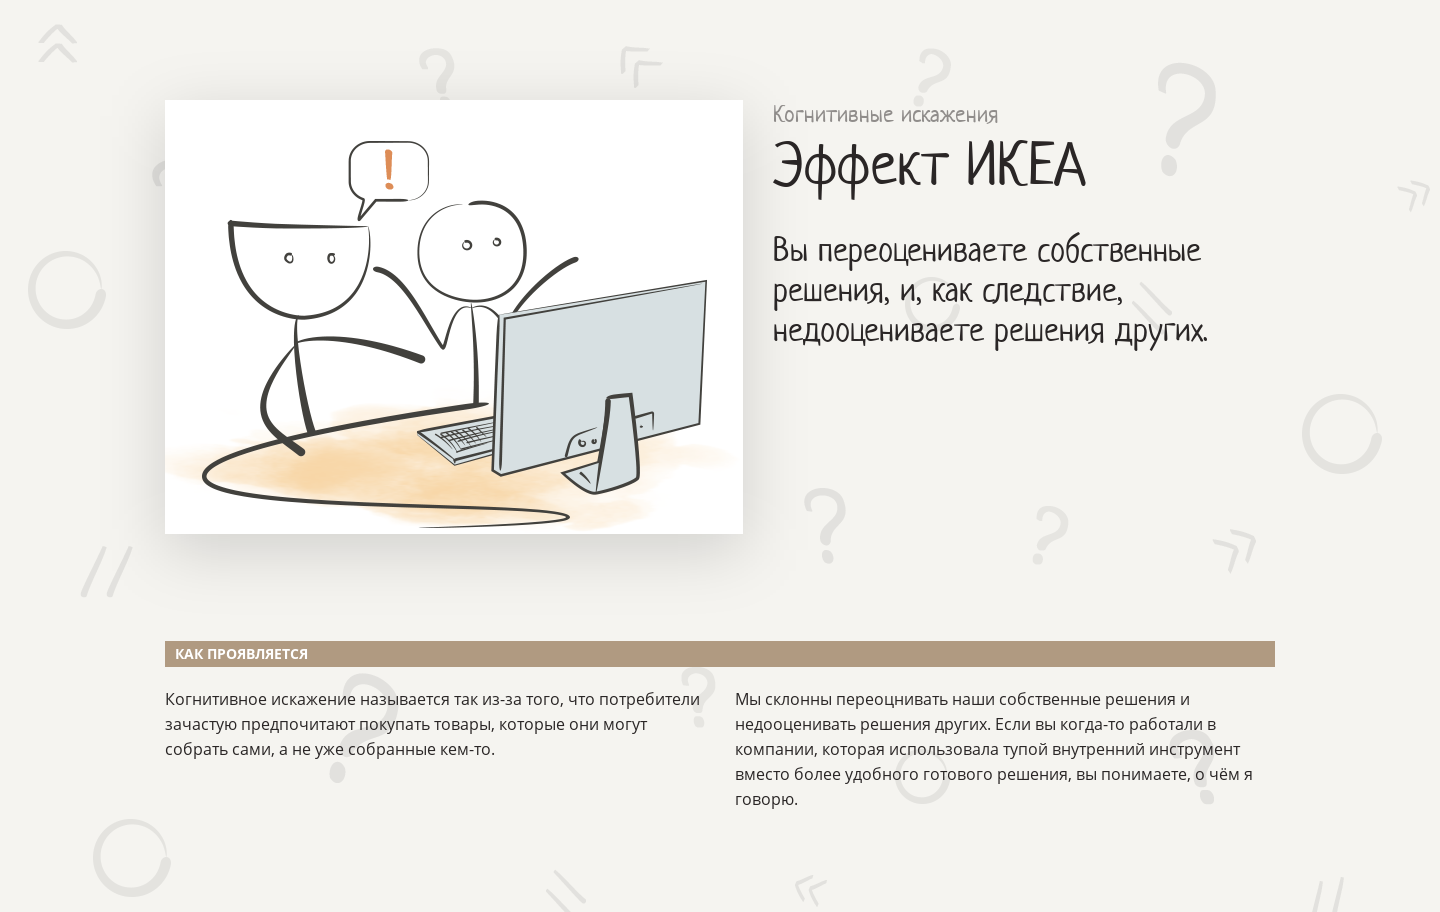 !
Когнитивные искажения
Эффект ИКЕА
Вы переоцениваете собственные
решения, и, как следствие,
недооцениваете решения других.
КАК ПРОЯВЛЯЕТСЯ
Когнитивное искажение называется так из-за того, что потребители
зачастую предпочитают покупать товары, которые они могут
собрать сами, а не уже собранные кем-то.
Мы склонны переоцнивать наши собственные решения и
недооценивать решения других. Если вы когда-то работали в
компании, которая использовала тупой внутренний инструмент
вместо более удобного готового решения, вы понимаете, о чём я
говорю.